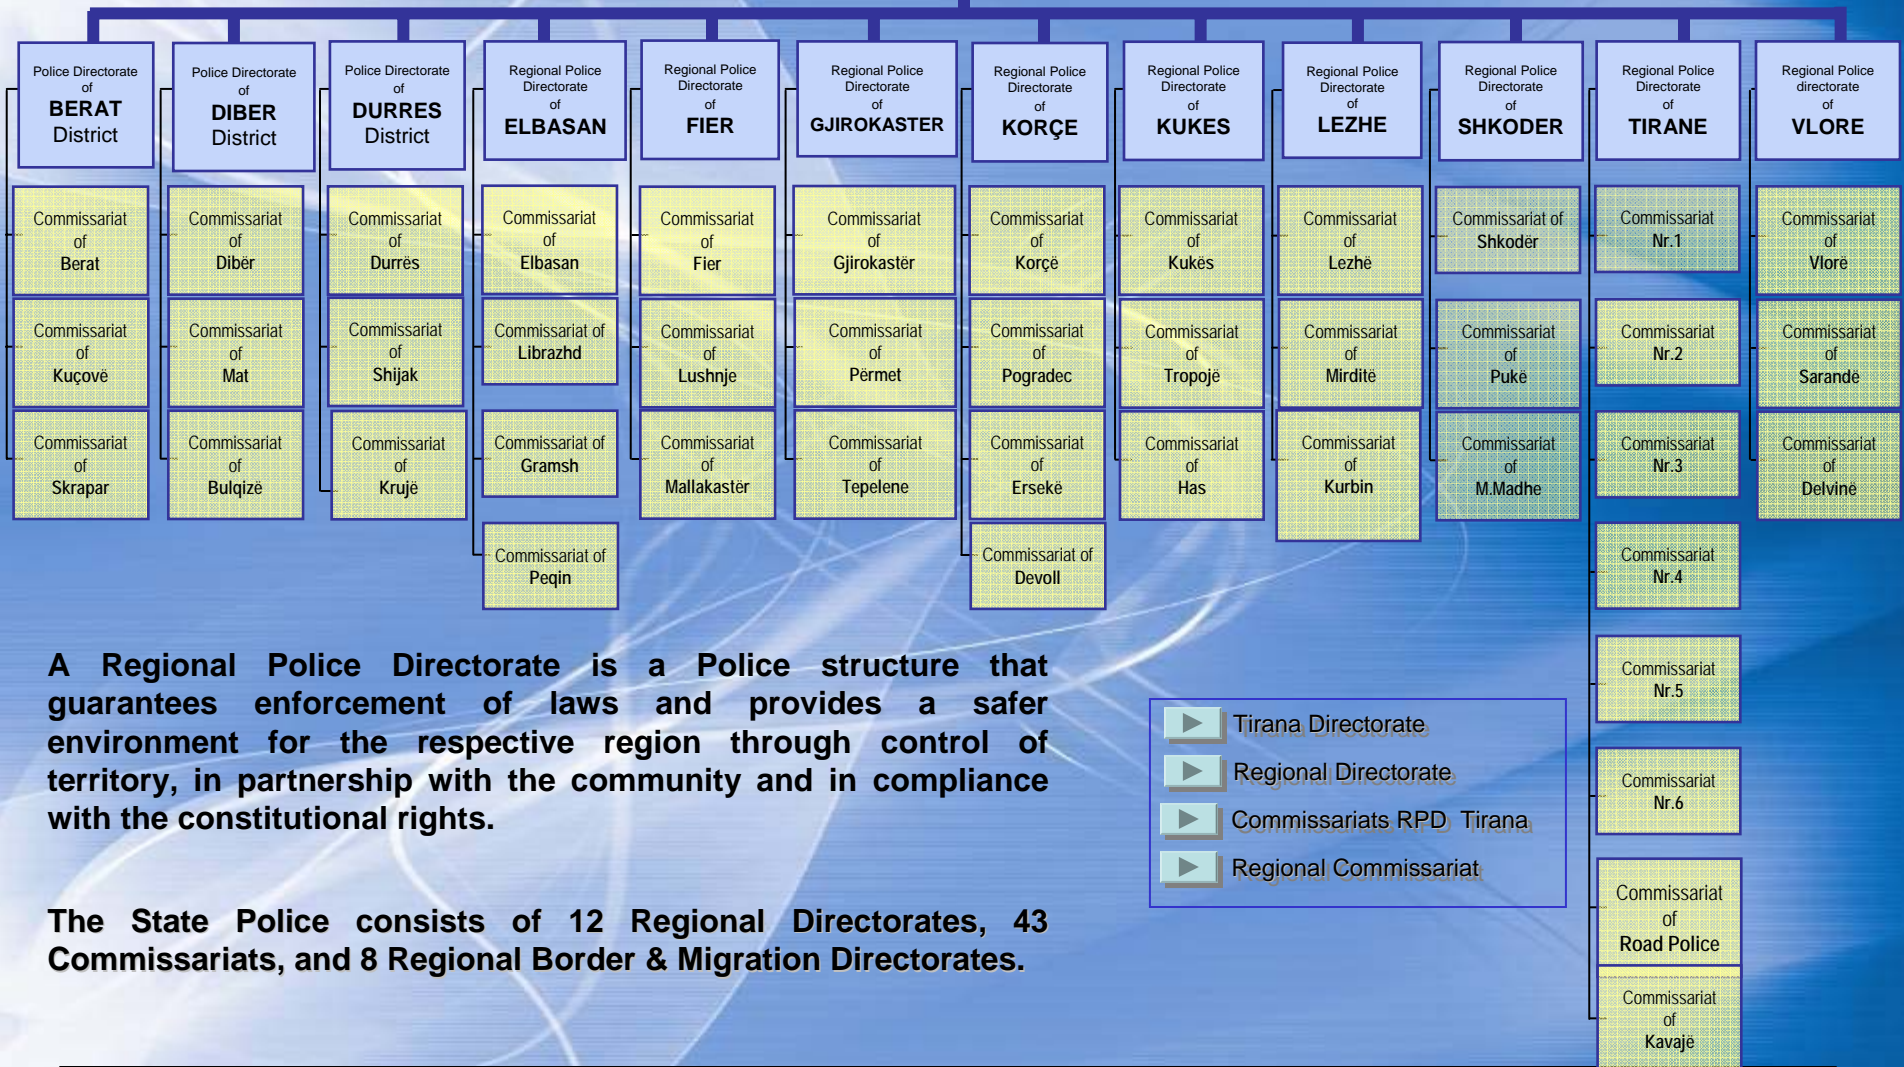 Police Directorate
of
BERAT
District
Police Directorate
of
DIBER
District
Police Directorate
of
DURRES
District
Regional Police
Directorate
of
ELBASAN
Regional Police
Directorate
of
FIER
Regional Police
Directorate
of
GJIROKASTER
Regional Police
Directorate
of
KORÇE
Regional Police
Directorate
of
KUKES
Regional Police
Directorate
of
LEZHE
Regional Police
Directorate
of
SHKODER
Regional Police
Directorate
of
TIRANE
Regional Police
directorate
of
VLORE
Commissariat
of
Berat
Commissariat
of
Dibër
Commissariat
of
Durrës
Commissariat
of
Elbasan
Commissariat
of
Fier
Commissariat
of
Gjirokastër
Commissariat
of
Korçë
Commissariat
of
Kukës
Commissariat
of
Lezhë
Commissariat of
Shkodër
Commissariat
Nr.1
Commissariat
of
Vlorë
Commissariat
of
Kuçovë
Commissariat
of
Mat
Commissariat
of
Shijak
Commissariat of
Librazhd
Commissariat
of
Lushnje
Commissariat
of
Përmet
Commissariat
of
Pogradec
Commissariat
of
Tropojë
Commissariat
of
Mirditë
Commissariat
of
Pukë
Commissariat
Nr.2
Commissariat
of
Sarandë
Commissariat
of
Skrapar
Commissariat
of
Bulqizë
Commissariat
of
Krujë
Commissariat of
Gramsh
Commissariat
of
Mallakastër
Commissariat
of
Tepelene
Commissariat
of
Ersekë
Commissariat
of
Has
Commissariat
of
Kurbin
Commissariat
of
M.Madhe
Commissariat
Nr.3
Commissariat
of
Delvinë
Commissariat of
Peqin
Commissariat of
Devoll
Commissariat
Nr.4
Commissariat
Nr.5
Commissariat
Nr.6
Commissariat
of
Road Police
Commissariat
of
Kavajë
A Regional Police Directorate is a Police structure that
guarantees enforcement of laws and provides a safer
environment for the respective region through control of
territory, in partnership with the community and in compliance
with the constitutional rights.
The State Police consists of 12 Regional Directorates, 43
Commissariats, and 8 Regional Border & Migration Directorates.
Tirana Directorate
Regional Directorate
Commissariats RPD Tirana
Regional Commissariat